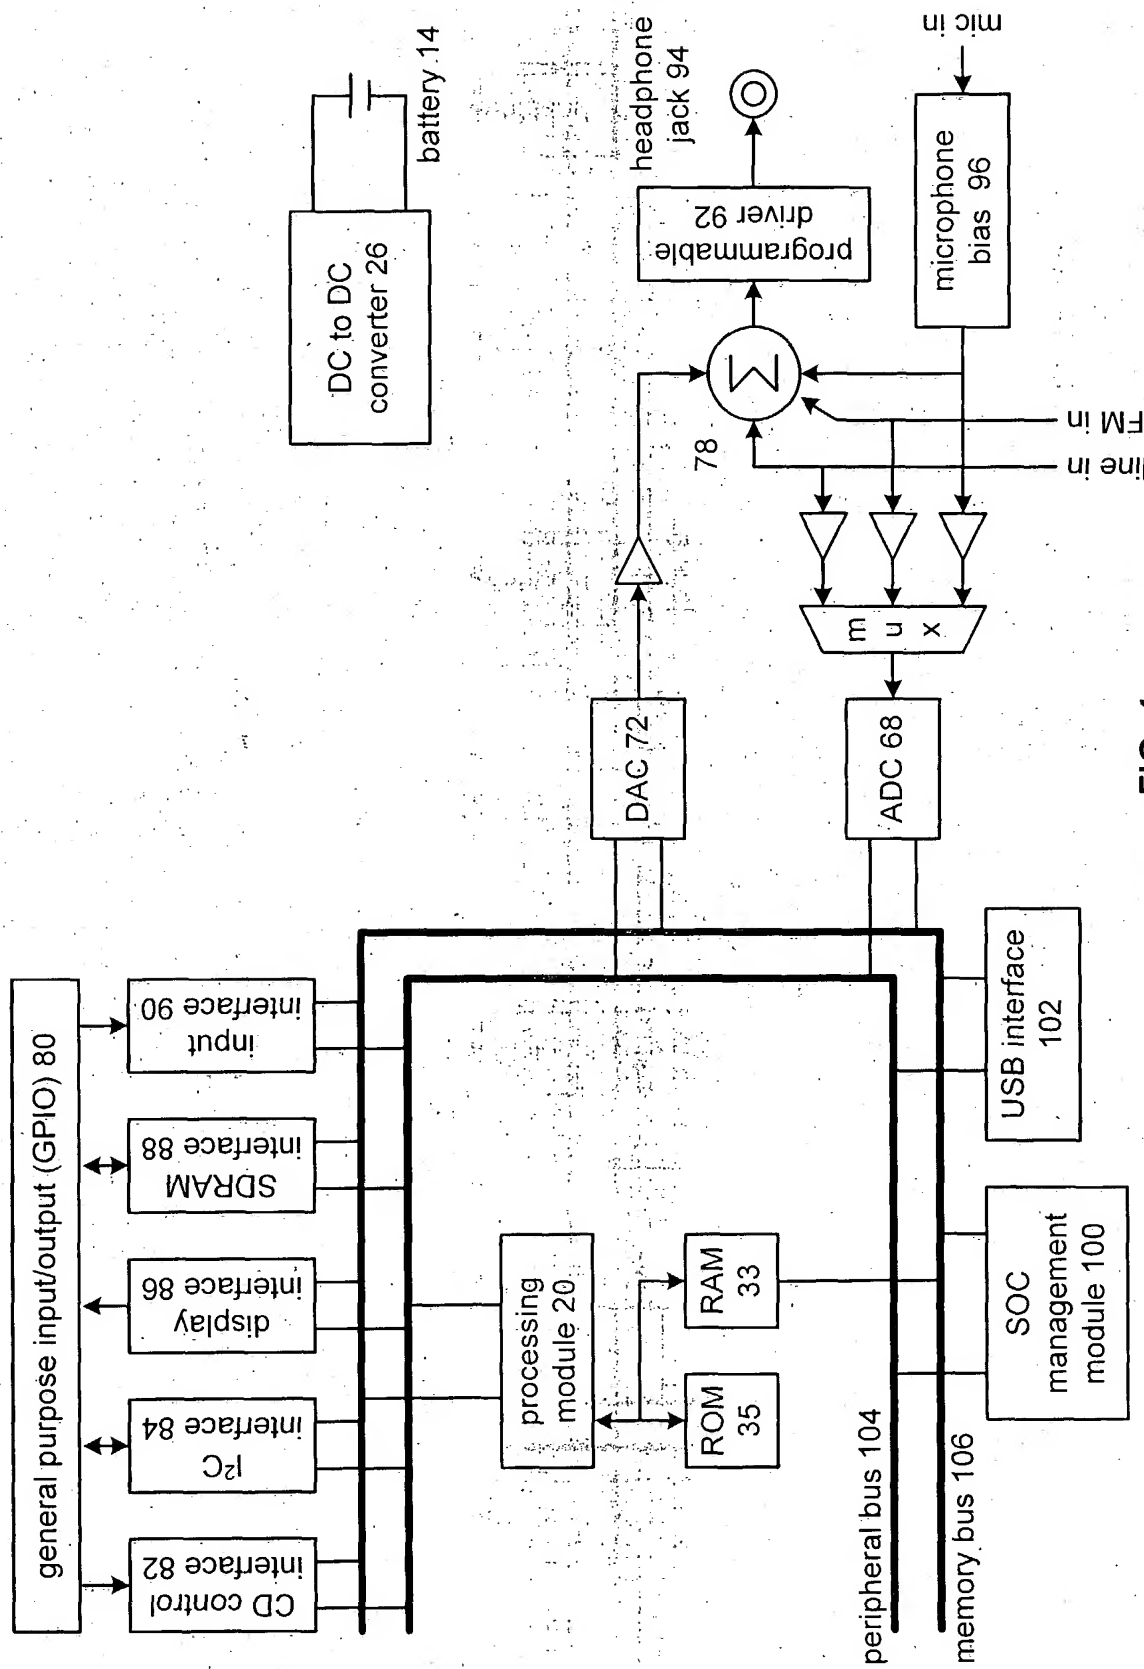 general purpose input/output (GPIO) 80
CD control
interface 82
I²C
interface 84
display
interface 86
SDRAM
interface 88
input
interface 90
DC to DC
converter 26
battery 14
processing
module 20
ROM
35
RAM
33
DAC 72
ADC 68
m
u
x
78
Σ
programmable
driver 92
headphone
jack 94
microphone
bias 96
mic in
FM in
line in
peripheral bus 104
memory bus 106
SOC
management
module 100
USB interface
102